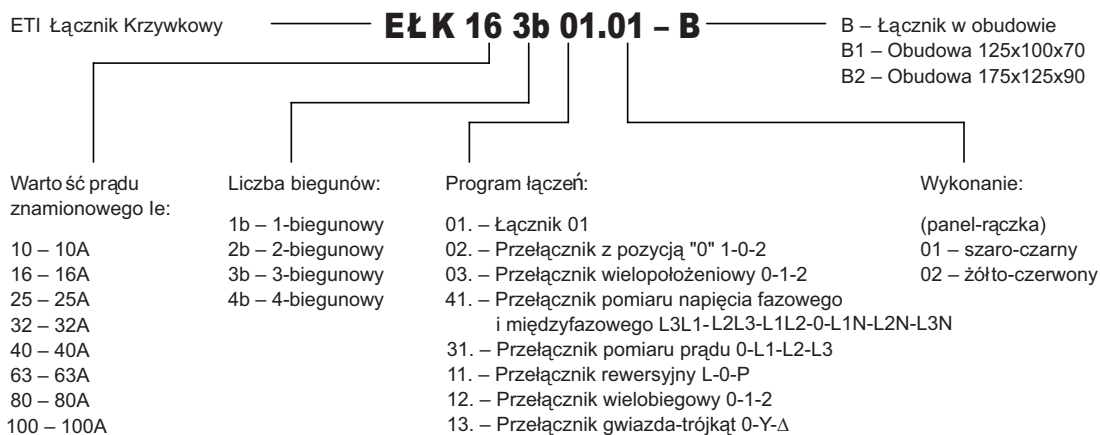 ETI Łącznik Krzywkowy
EŁK 16 3b 01.01 – B
B – Łącznik w obudowie
B1 – Obudowa 125x100x70
B2 – Obudowa 175x125x90
Wartość prądu
znamionowego Ie:
10 – 10A
16 – 16A
25 – 25A
32 – 32A
40 – 40A
63 – 63A
80 – 80A
100 – 100A
Liczba biegunów:
1b – 1-biegunowy
2b – 2-biegunowy
3b – 3-biegunowy
4b – 4-biegunowy
Program łączeń:
01. – Łącznik 01
02. – Przełącznik z pozycją "0" 1-0-2
03. – Przełącznik wielopołożeniowy 0-1-2
41. – Przełącznik pomiaru napięcia fazowego
i międzyfazowego L3L1-L2L3-L1L2-0-L1N-L2N-L3N
31. – Przełącznik pomiaru prądu 0-L1-L2-L3
11. – Przełącznik rewersyjny L-0-P
12. – Przełącznik wielobiegowy 0-1-2
13. – Przełącznik gwiazda-trójkąt 0-Y-Δ
Wykonanie:
(panel-rączka)
01 – szaro-czarny
02 – żółto-czerwony